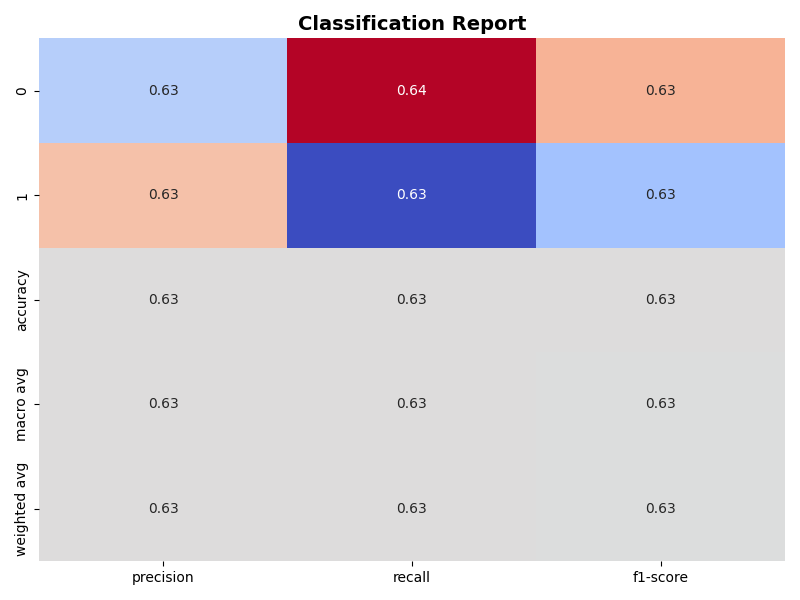 Classification Report
0 0.63 0.64 0.63
1 0.63 0.63 0.63
accuracy 0.63 0.63 0.63
macro avg 0.63 0.63 0.63
weighted avg 0.63 0.63 0.63
precision recall f1-score